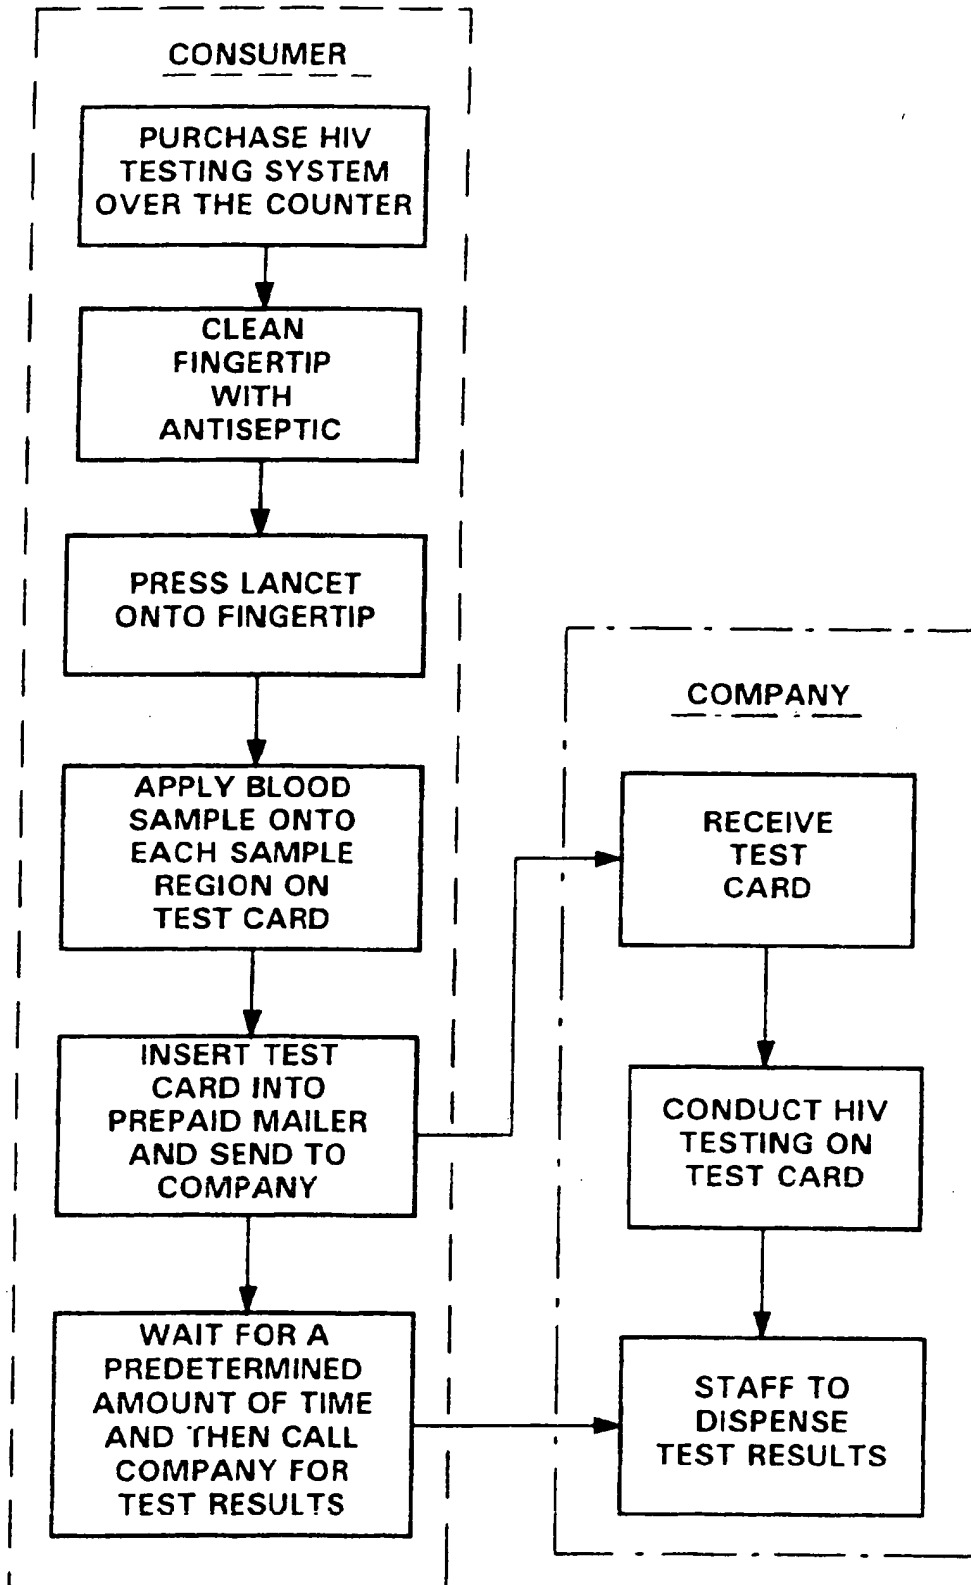 CONSUMER
PURCHASE HIV
TESTING SYSTEM
OVER THE COUNTER
CLEAN
FINGERTIP
WITH
ANTISEPTIC
PRESS LANCET
ONTO FINGERTIP
APPLY BLOOD
SAMPLE ONTO
EACH SAMPLE
REGION ON
TEST CARD
INSERT TEST
CARD INTO
PREPAID MAILER
AND SEND TO
COMPANY
WAIT FOR A
PREDETERMINED
AMOUNT OF TIME
AND THEN CALL
COMPANY FOR
TEST RESULTS
COMPANY
RECEIVE
TEST
CARD
CONDUCT HIV
TESTING ON
TEST CARD
STAFF TO
DISPENSE
TEST RESULTS